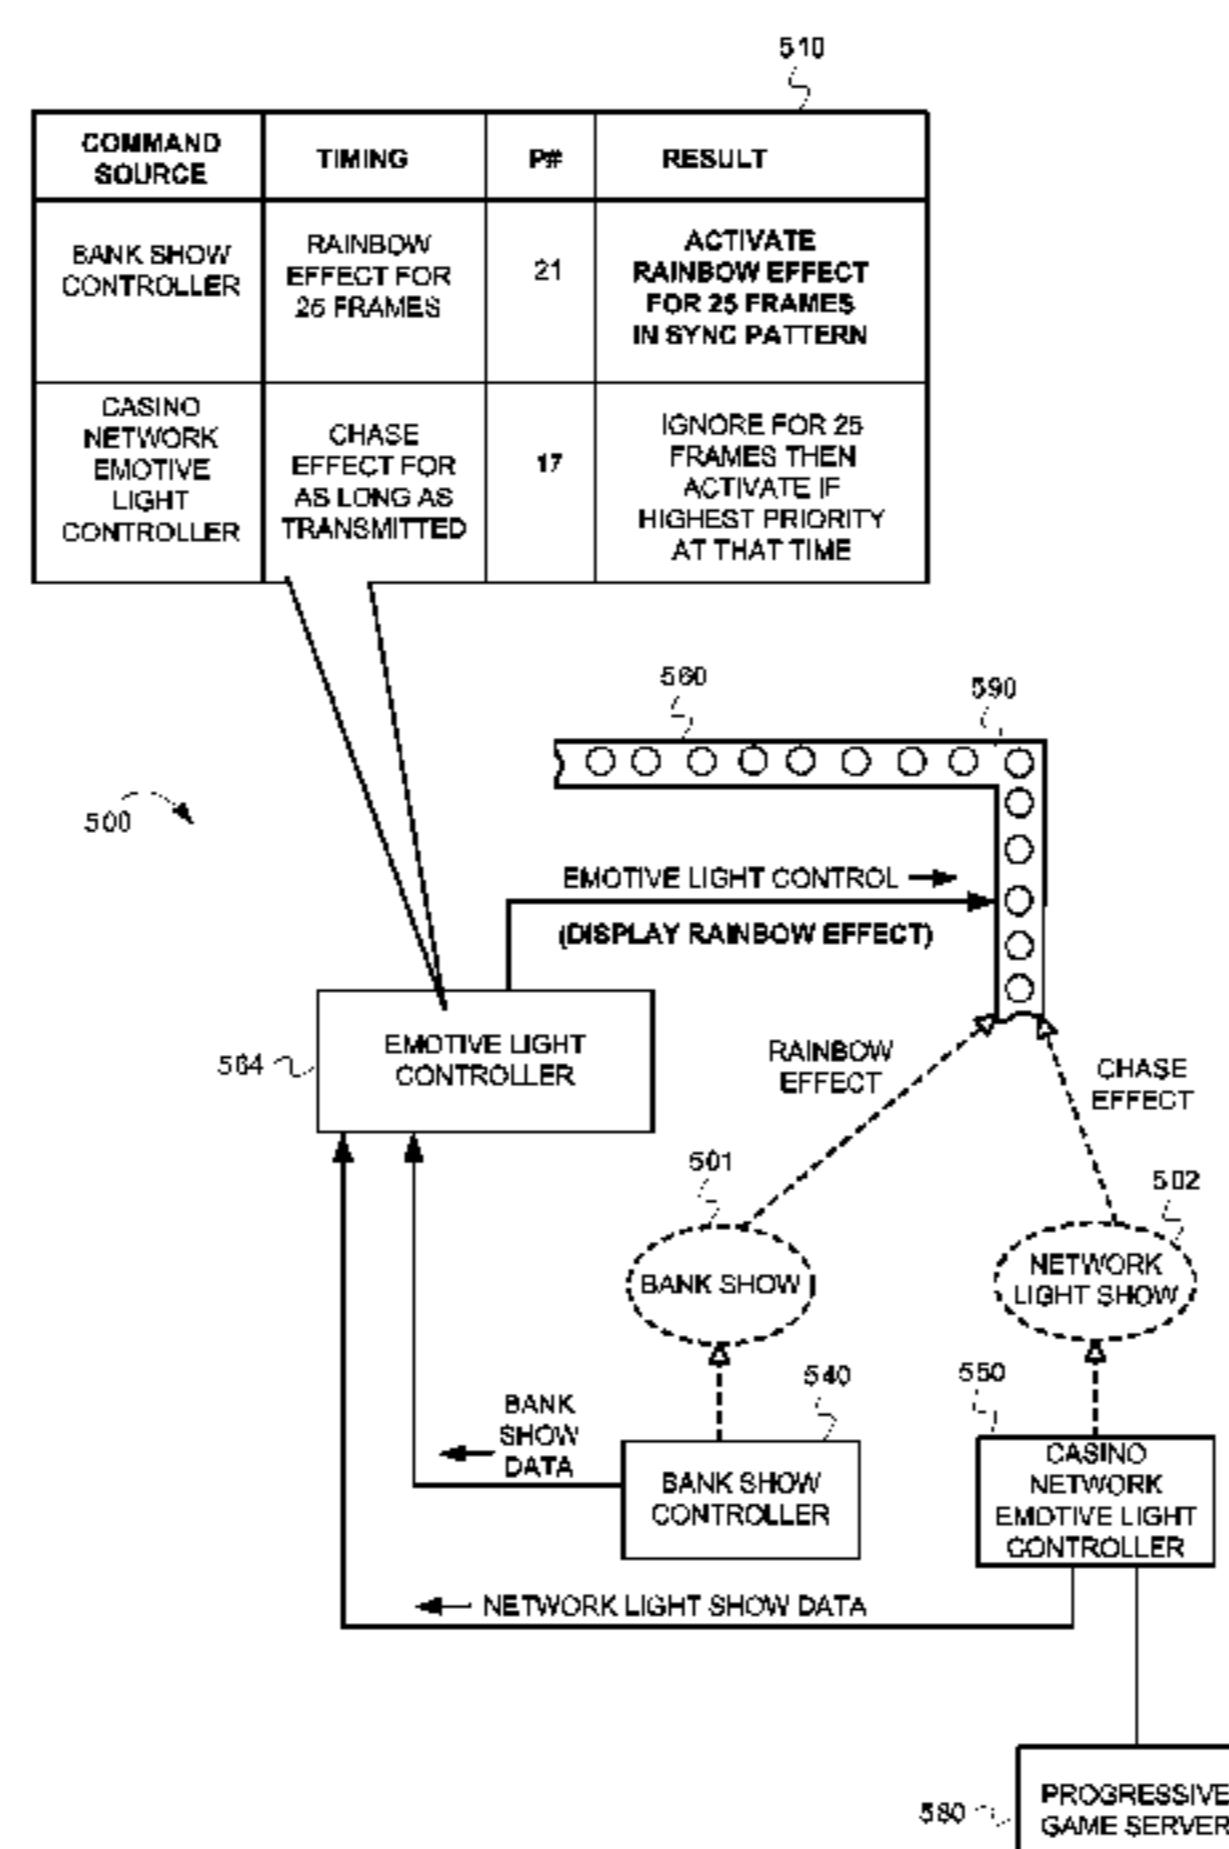 510
COMMAND
SOURCE
TIMING
P#
RESULT
BANK SHOW
CONTROLLER
RAINBOW
EFFECT FOR
25 FRAMES
21
ACTIVATE
RAINBOW EFFECT
FOR 25 FRAMES
IN SYNC PATTERN
CASINO
NETWORK
EMOTIVE
LIGHT
CONTROLLER
CHASE
EFFECT FOR
AS LONG AS
TRANSMITTED
17
IGNORE FOR 25
FRAMES THEN
ACTIVATE IF
HIGHEST PRIORITY
AT THAT TIME
560
590
500
EMOTIVE LIGHT CONTROL
(DISPLAY RAINBOW EFFECT)
564
EMOTIVE LIGHT
CONTROLLER
RAINBOW
EFFECT
CHASE
EFFECT
501
502
BANK SHOW
NETWORK
LIGHT SHOW
540
550
BANK
SHOW
DATA
BANK SHOW
CONTROLLER
CASINO
NETWORK
EMOTIVE LIGHT
CONTROLLER
NETWORK LIGHT SHOW DATA
580
PROGRESSIVE
GAME SERVER